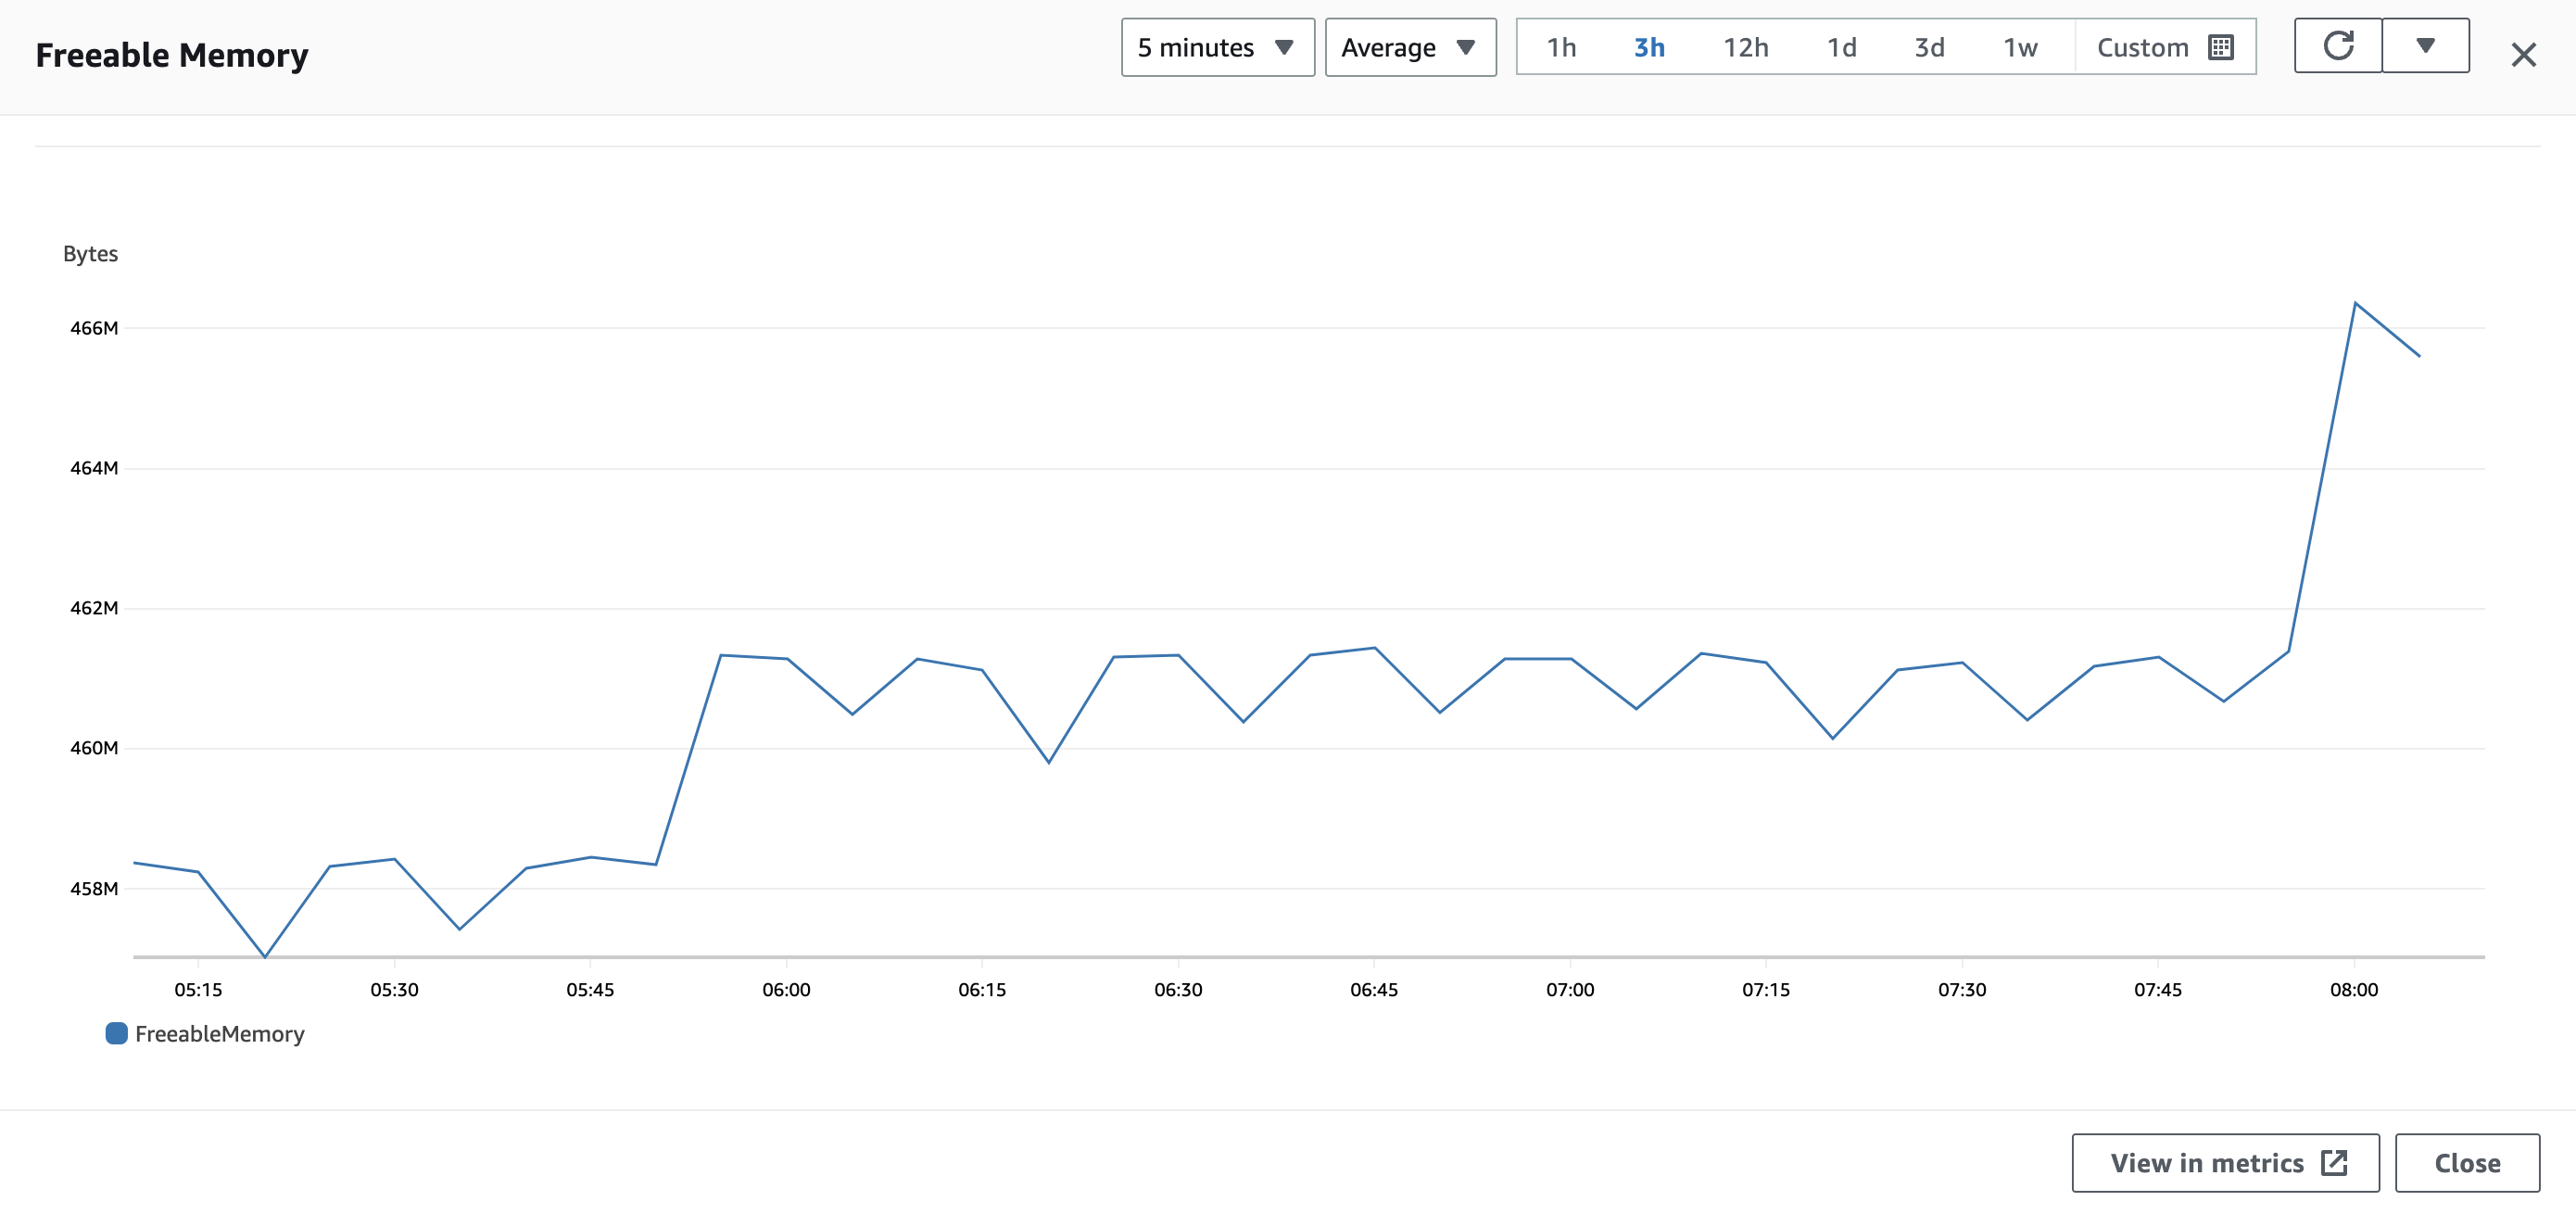 Freeable Memory
5 minutes
Average
1h 3h 12h 1d 3d 1w Custom
Bytes
466M
464M
462M
460M
458M
05:15 05:30 05:45 06:00 06:15 06:30 06:45 07:00 07:15 07:30 07:45 08:00
FreeableMemory
View in metrics
Close